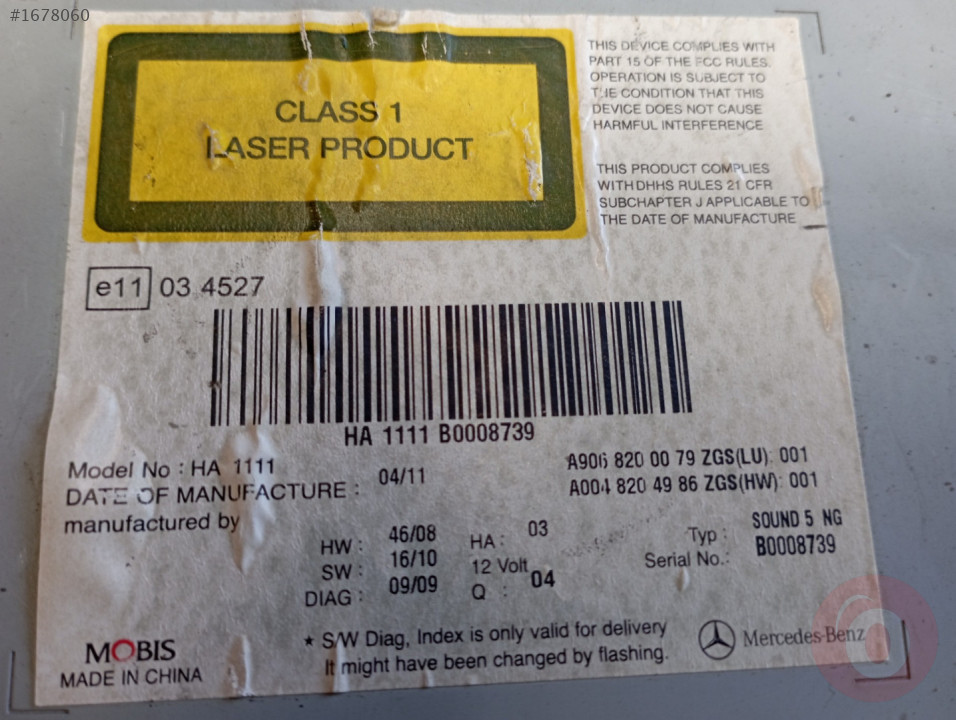 #1678060
CLASS 1
LASER PRODUCT
THIS DEVICE COMPLIES WITH
PART 15 OF THE FCC RULES.
OPERATION IS SUBJECT TO
THE CONDITION THAT THIS
DEVICE DOES NOT CAUSE
HARMFUL INTERFERENCE
THIS PRODUCT COMPLIES
WITH DHHS RULES 21 CFR
SUBCHAPTER J APPLICABLE TO
THE DATE OF MANUFACTURE
e11 03 4527
HA 1111 B0008739
Model No : HA 1111
DATE OF MANUFACTURE : 04/11
manufactured by
A906 820 00 79 ZGS(LU): 001
A004 820 49 86 ZGS(HW): 001
HW : 46/08 HA : 03
SW : 16/10 12 Volt
DIAG : 09/09 Q : 04
Typ : SOUND 5 NG
Serial No.: B0008739
MOBIS
MADE IN CHINA
* S/W Diag, Index is only valid for delivery
It might have been changed by flashing.
Mercedes-Benz